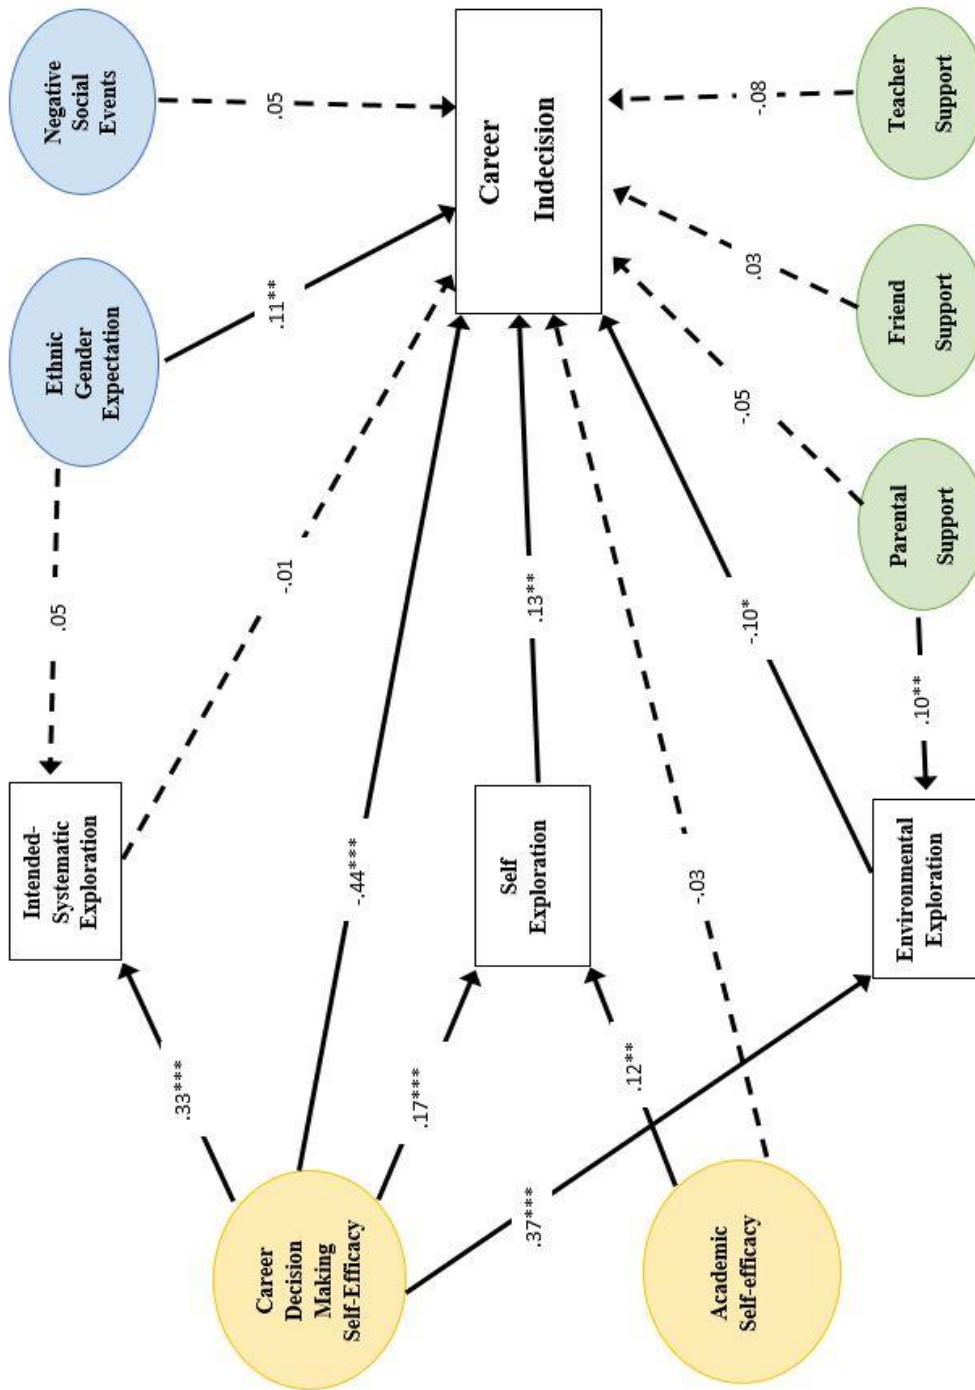 Career
Decision
Making
Self-Efficacy
Academic
Self-efficacy
.33***
-.44***
.17***
.37***
.12**
-.03
Intended-
Systematic
Exploration
Self
Exploration
Environmental
Exploration
.05
-.01
.13**
-.10*
.10**
Ethnic
Gender
Expectation
Negative
Social
Events
.11**
.05
Career
Indecision
-.05
.03
-.08
Parental
Support
Friend
Support
Teacher
Support